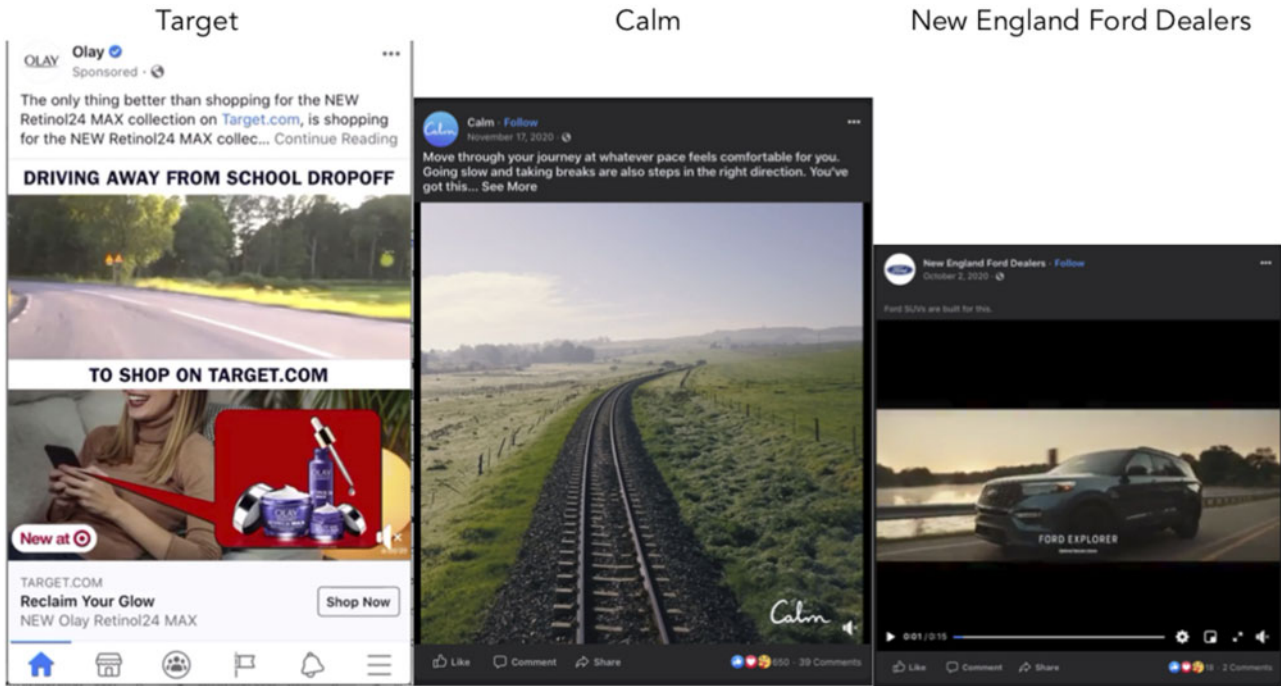 Target
Calm
New England Ford Dealers
OLAY
Olay
Sponsored ·
The only thing better than shopping for the NEW
Retinol24 MAX collection on Target.com, is shopping
for the NEW Retinol24 MAX collec... Continue Reading
DRIVING AWAY FROM SCHOOL DROPOFF
TO SHOP ON TARGET.COM
OLAY
OLAY
New at
TARGET.COM
Reclaim Your Glow
NEW Olay Retinol24 MAX
Shop Now
Calm
Calm · Follow
November 17, 2020 ·
Move through your journey at whatever pace feels comfortable for you.
Going slow and taking breaks are also steps in the right direction. You've
got this... See More
Calm
Like
Comment
Share
650 · 39 Comments
Ford
New England Ford Dealers · Follow
October 2, 2020 ·
Ford SUVs are built for this.
FORD EXPLORER
0:01 / 0:15
Like
Comment
Share
18 · 2 Comments